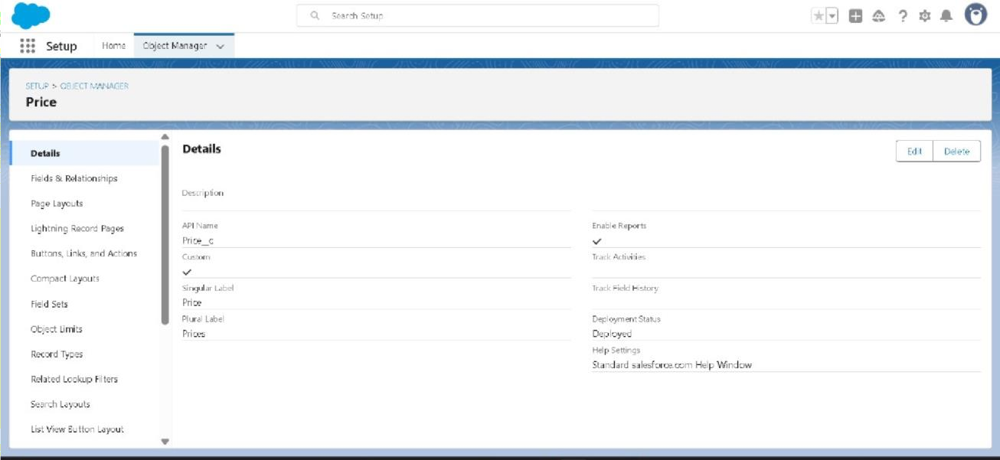 Search Setup
Setup
Home
Object Manager
SETUP > OBJECT MANAGER
Price
Details
Fields & Relationships
Page Layouts
Lightning Record Pages
Buttons, Links, and Actions
Compact Layouts
Field Sets
Object Limits
Record Types
Related Lookup Filters
Search Layouts
List View Button Layout
Details
Edit
Delete
Description
API Name
Price__c
Custom
Singular Label
Price
Plural Label
Prices
Enable Reports
Track Activities
Track Field History
Deployment Status
Deployed
Help Settings
Standard salesforce.com Help Window